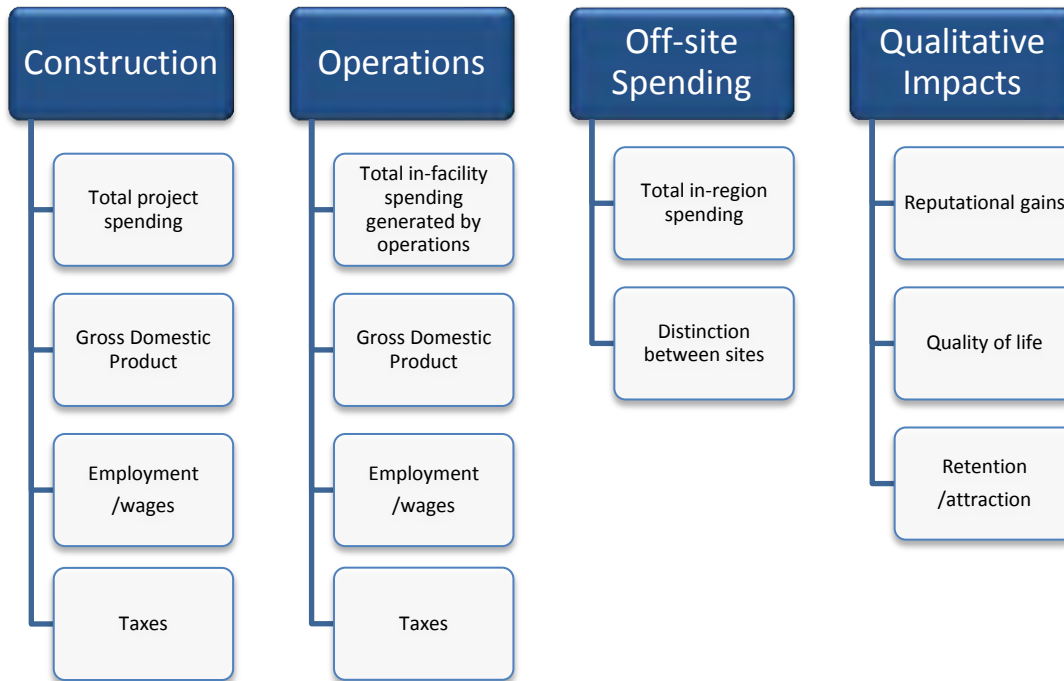 Construction
Total project
spending
Gross Domestic
Product
Employment
/wages
Taxes
Operations
Total in-facility
spending
generated by
operations
Gross Domestic
Product
Employment
/wages
Taxes
Off-site
Spending
Total in-region
spending
Distinction
between sites
Qualitative
Impacts
Reputational gains
Quality of life
Retention
/attraction